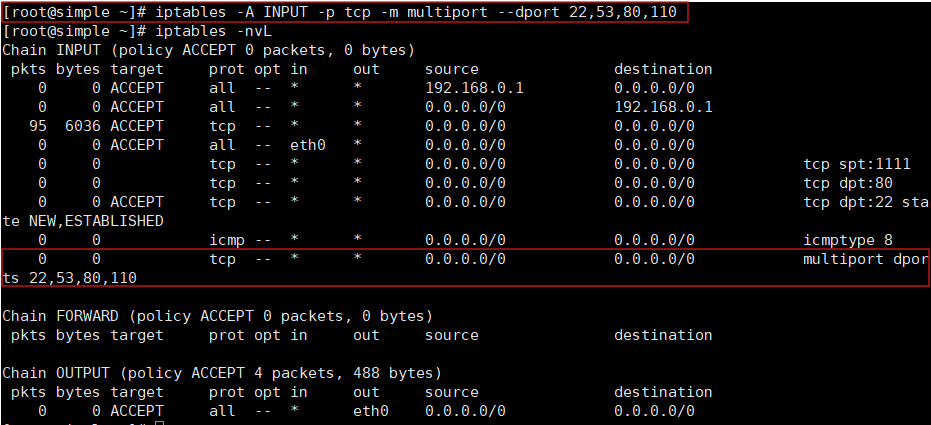 [root@simple ~]# iptables -A INPUT -p tcp -m multiport --dport 22,53,80,110
[root@simple ~]# iptables -nvL
Chain INPUT (policy ACCEPT 0 packets, 0 bytes)
 pkts bytes target     prot opt in     out     source               destination
    0     0 ACCEPT     all  --  *      *       192.168.0.1          0.0.0.0/0
    0     0 ACCEPT     all  --  *      *       0.0.0.0/0            192.168.0.1
   95  6036 ACCEPT     tcp  --  *      *       0.0.0.0/0            0.0.0.0/0
    0     0 ACCEPT     all  --  eth0   *       0.0.0.0/0            0.0.0.0/0
    0     0            tcp  --  *      *       0.0.0.0/0            0.0.0.0/0            tcp spt:1111
    0     0            tcp  --  *      *       0.0.0.0/0            0.0.0.0/0            tcp dpt:80
    0     0 ACCEPT     tcp  --  *      *       0.0.0.0/0            0.0.0.0/0            tcp dpt:22 sta
te NEW,ESTABLISHED
    0     0            icmp --  *      *       0.0.0.0/0            0.0.0.0/0            icmptype 8
    0     0            tcp  --  *      *       0.0.0.0/0            0.0.0.0/0            multiport dpor
ts 22,53,80,110
Chain FORWARD (policy ACCEPT 0 packets, 0 bytes)
 pkts bytes target     prot opt in     out     source               destination
Chain OUTPUT (policy ACCEPT 4 packets, 488 bytes)
 pkts bytes target     prot opt in     out     source               destination
    0     0 ACCEPT     all  --  *      eth0    0.0.0.0/0            0.0.0.0/0